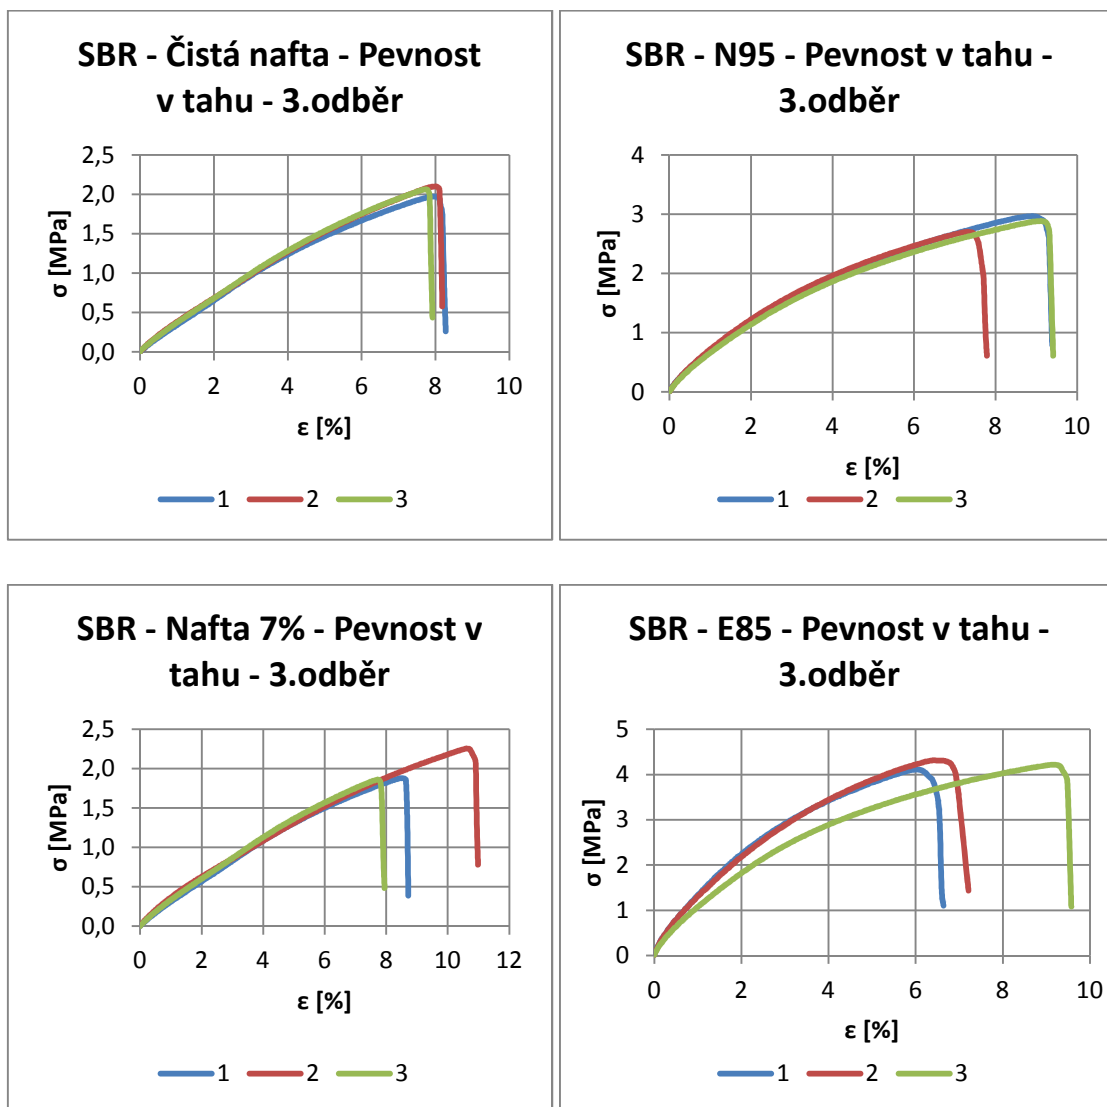 SBR - Čistá nafta - Pevnost
v tahu - 3.odběr
2,5
2,0
1,5
1,0
0,5
0,0
σ [MPa]
0 2 4 6 8 10
ε [%]
1 2 3
SBR - N95 - Pevnost v tahu -
3.odběr
4
3
2
1
0
σ [MPa]
0 2 4 6 8 10
ε [%]
1 2 3
SBR - Nafta 7% - Pevnost v
tahu - 3.odběr
2,5
2,0
1,5
1,0
0,5
0,0
σ [MPa]
0 2 4 6 8 10 12
ε [%]
1 2 3
SBR - E85 - Pevnost v tahu -
3.odběr
5
4
3
2
1
0
σ [MPa]
0 2 4 6 8 10
ε [%]
1 2 3